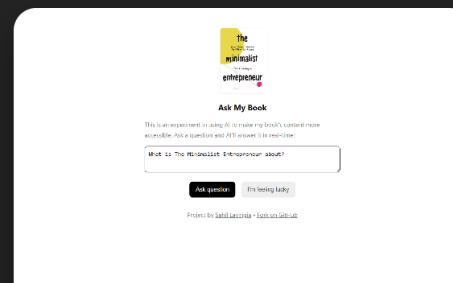 the
minimalist
entrepreneur
Ask My Book
This is an experiment in using AI to make my book's content more
accessible. Ask a question and AI'll answer it in real-time:
What is The Minimalist Entrepreneur about?
Ask question
I'm feeling lucky
Project by Sahil Lavingia • Fork on GitHub